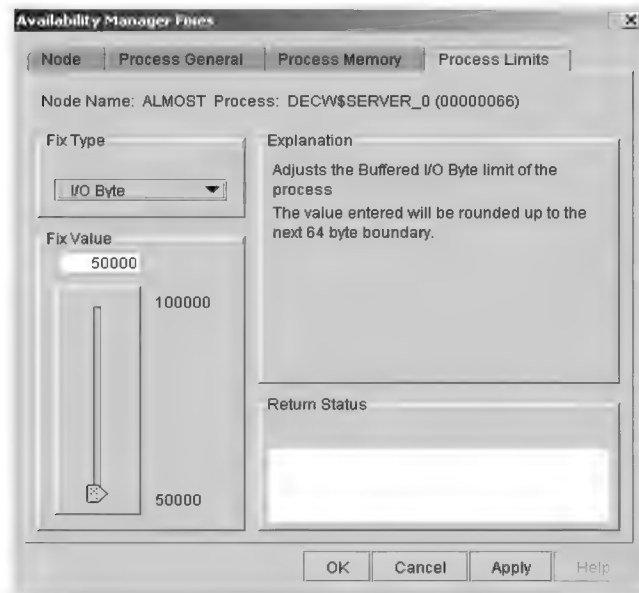 Availability Manager Fixes
Node
Process General
Process Memory
Process Limits
Node Name: ALMOST Process: DECW$SERVER_0 (00000066)
Fix Type
I/O Byte
Explanation
Adjusts the Buffered I/O Byte limit of the
process
The value entered will be rounded up to the
next 64 byte boundary.
Fix Value
50000
100000
50000
Return Status
OK
Cancel
Apply
Help